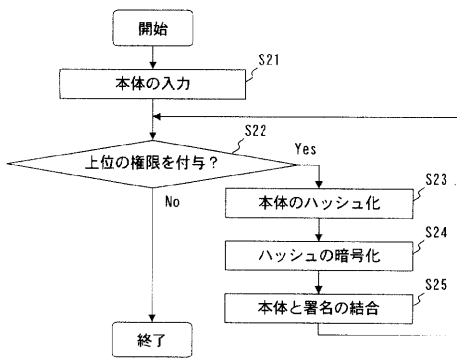 開始
S21
本体の入力
S22
上位の権限を付与?
Yes
No
S23
本体のハッシュ化
S24
ハッシュの暗号化
S25
本体と署名の結合
終了